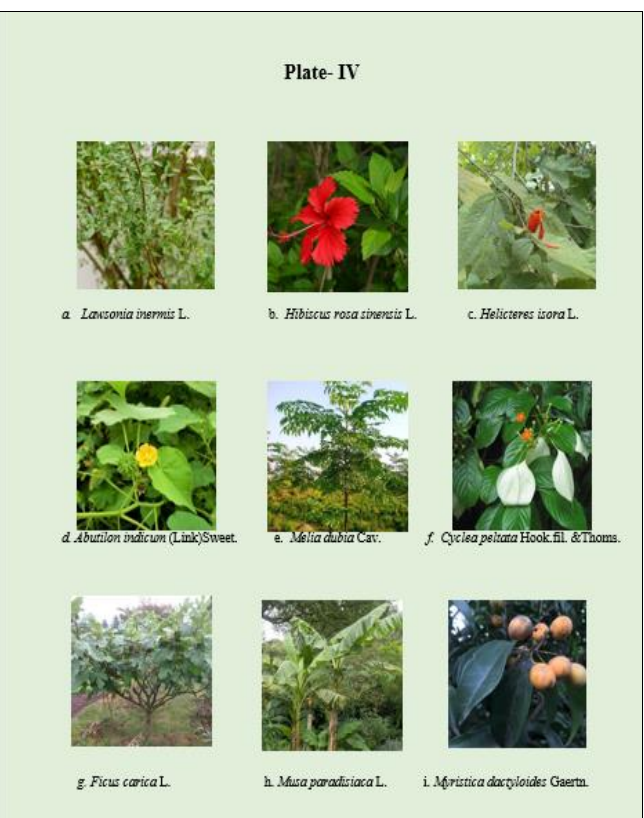 Plate- IV
a. Lawsonia inermis L.
b. Hibiscus rosa sinensis L.
c. Helicteres isora L.
d. Abutilon indicum (Link)Sweet.
e. Melia dubia Cav.
f. Cyclea peltata Hook.fil. &Thoms.
g. Ficus carica L.
h. Musa paradisiaca L.
i. Myristica dactyloides Gaertn.